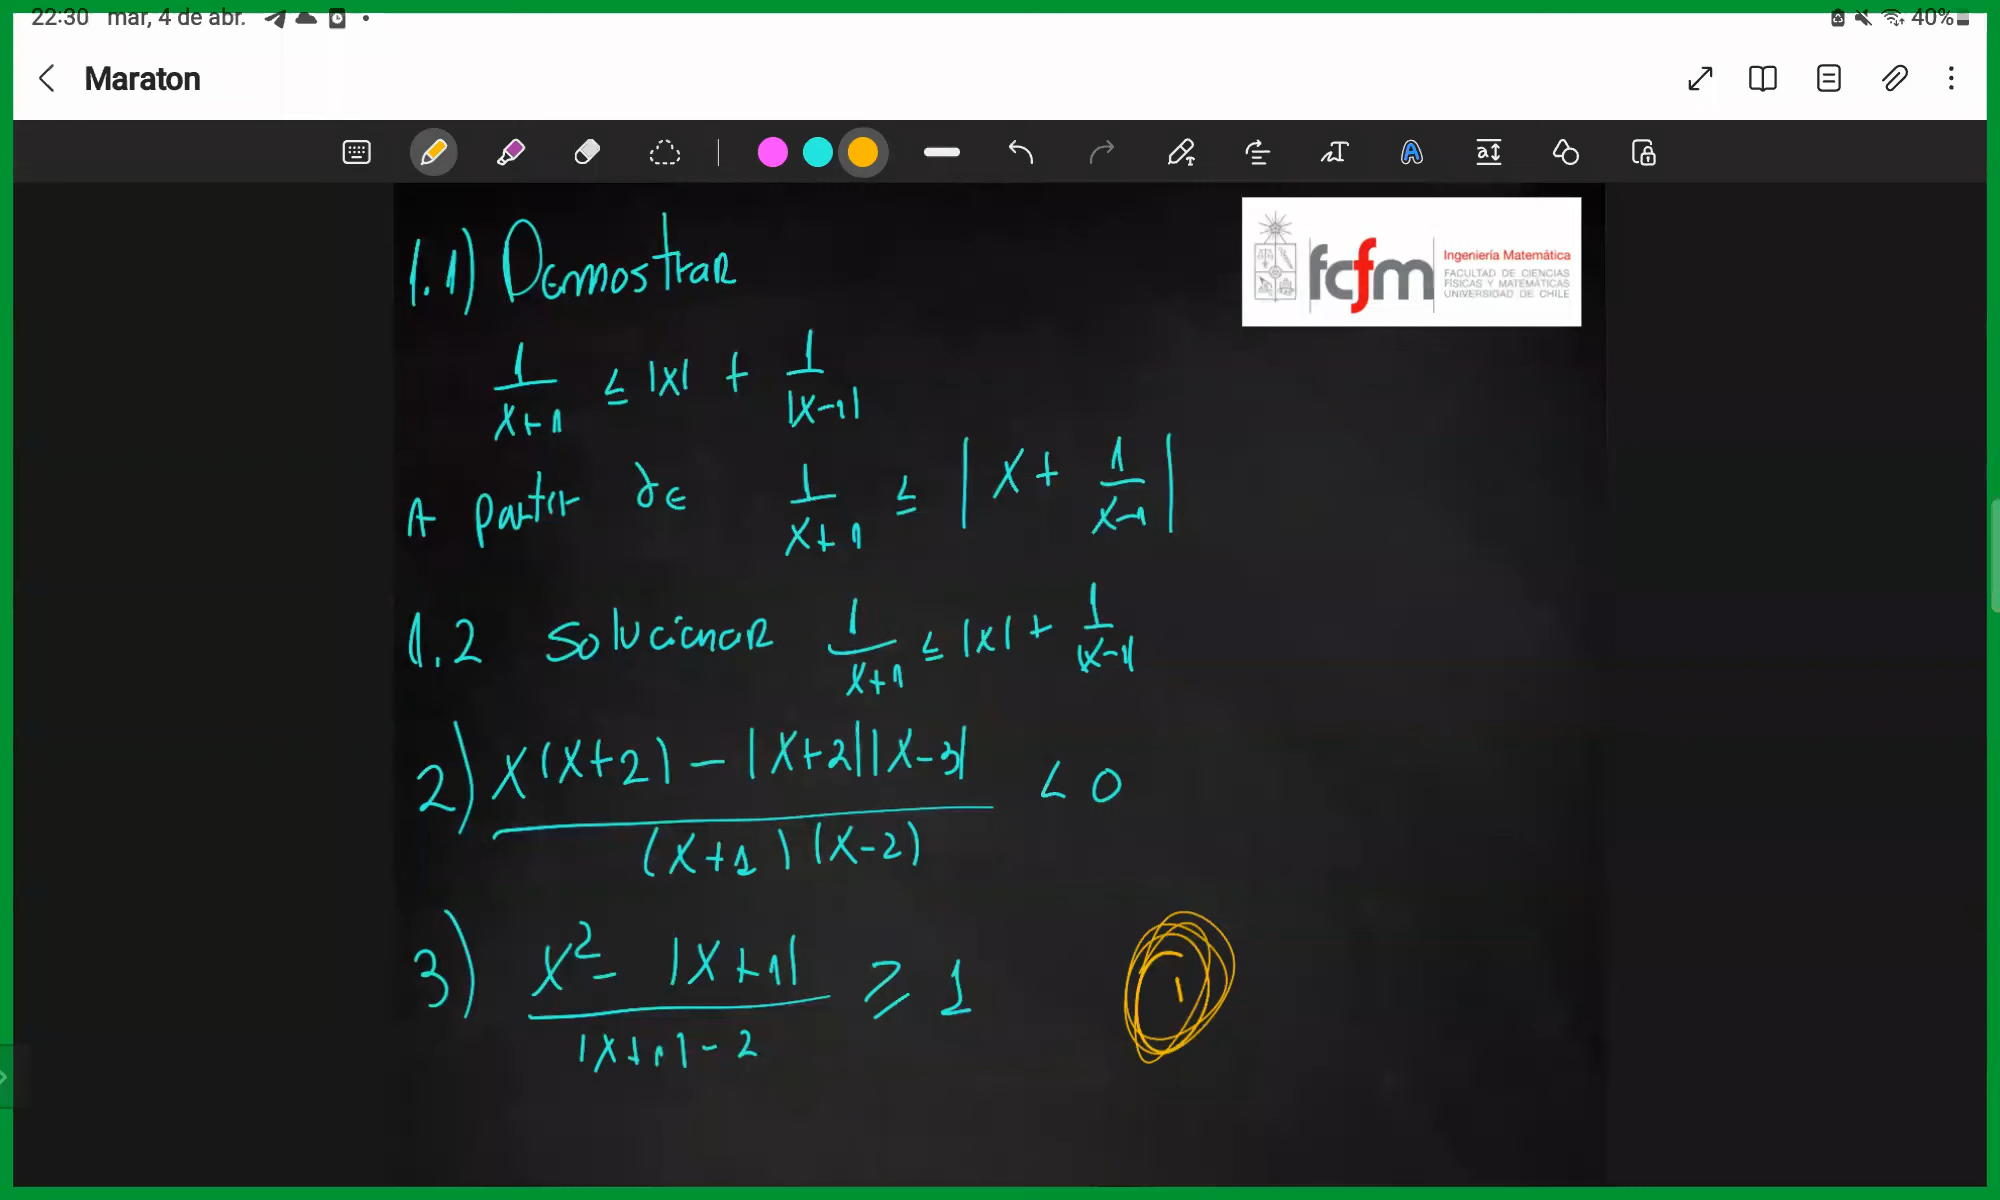 22:30 mar, 4 de abr. 40%
Maraton
1.1) Demostrar
fcfm
Ingeniería Matemática
FACULTAD DE CIENCIAS
FÍSICAS Y MATEMÁTICAS
UNIVERSIDAD DE CHILE
1/(x+1) ≤ |x| + 1/|x-1|
A partir de 1/(x+1) ≤ |x + 1/(x-1)|
1.2 Solucionar 1/(x+1) ≤ |x| + 1/|x-1|
2) (x(x+2) - |x+2||x-3|)/((x+1)(x-2)) < 0
3) (x² - |x+1|)/(|x+1| - 2) ≥ 1
1